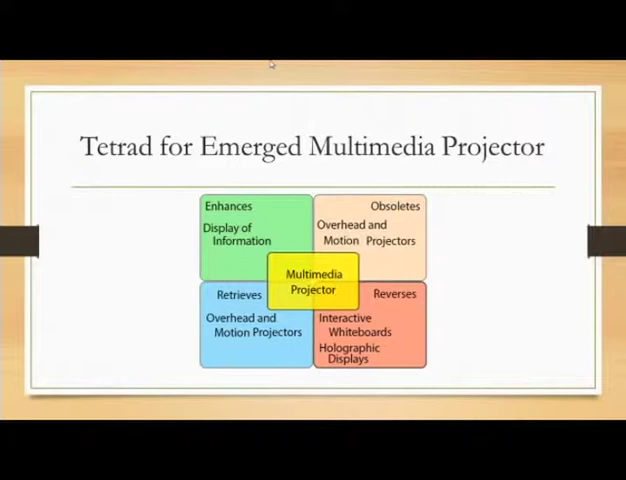 Tetrad for Emerged Multimedia Projector
Enhances
Display of
Information
Obsoletes
Overhead and
Motion Projectors
Multimedia
Projector
Retrieves
Overhead and
Motion Projectors
Reverses
Interactive
Whiteboards
Holographic
Displays